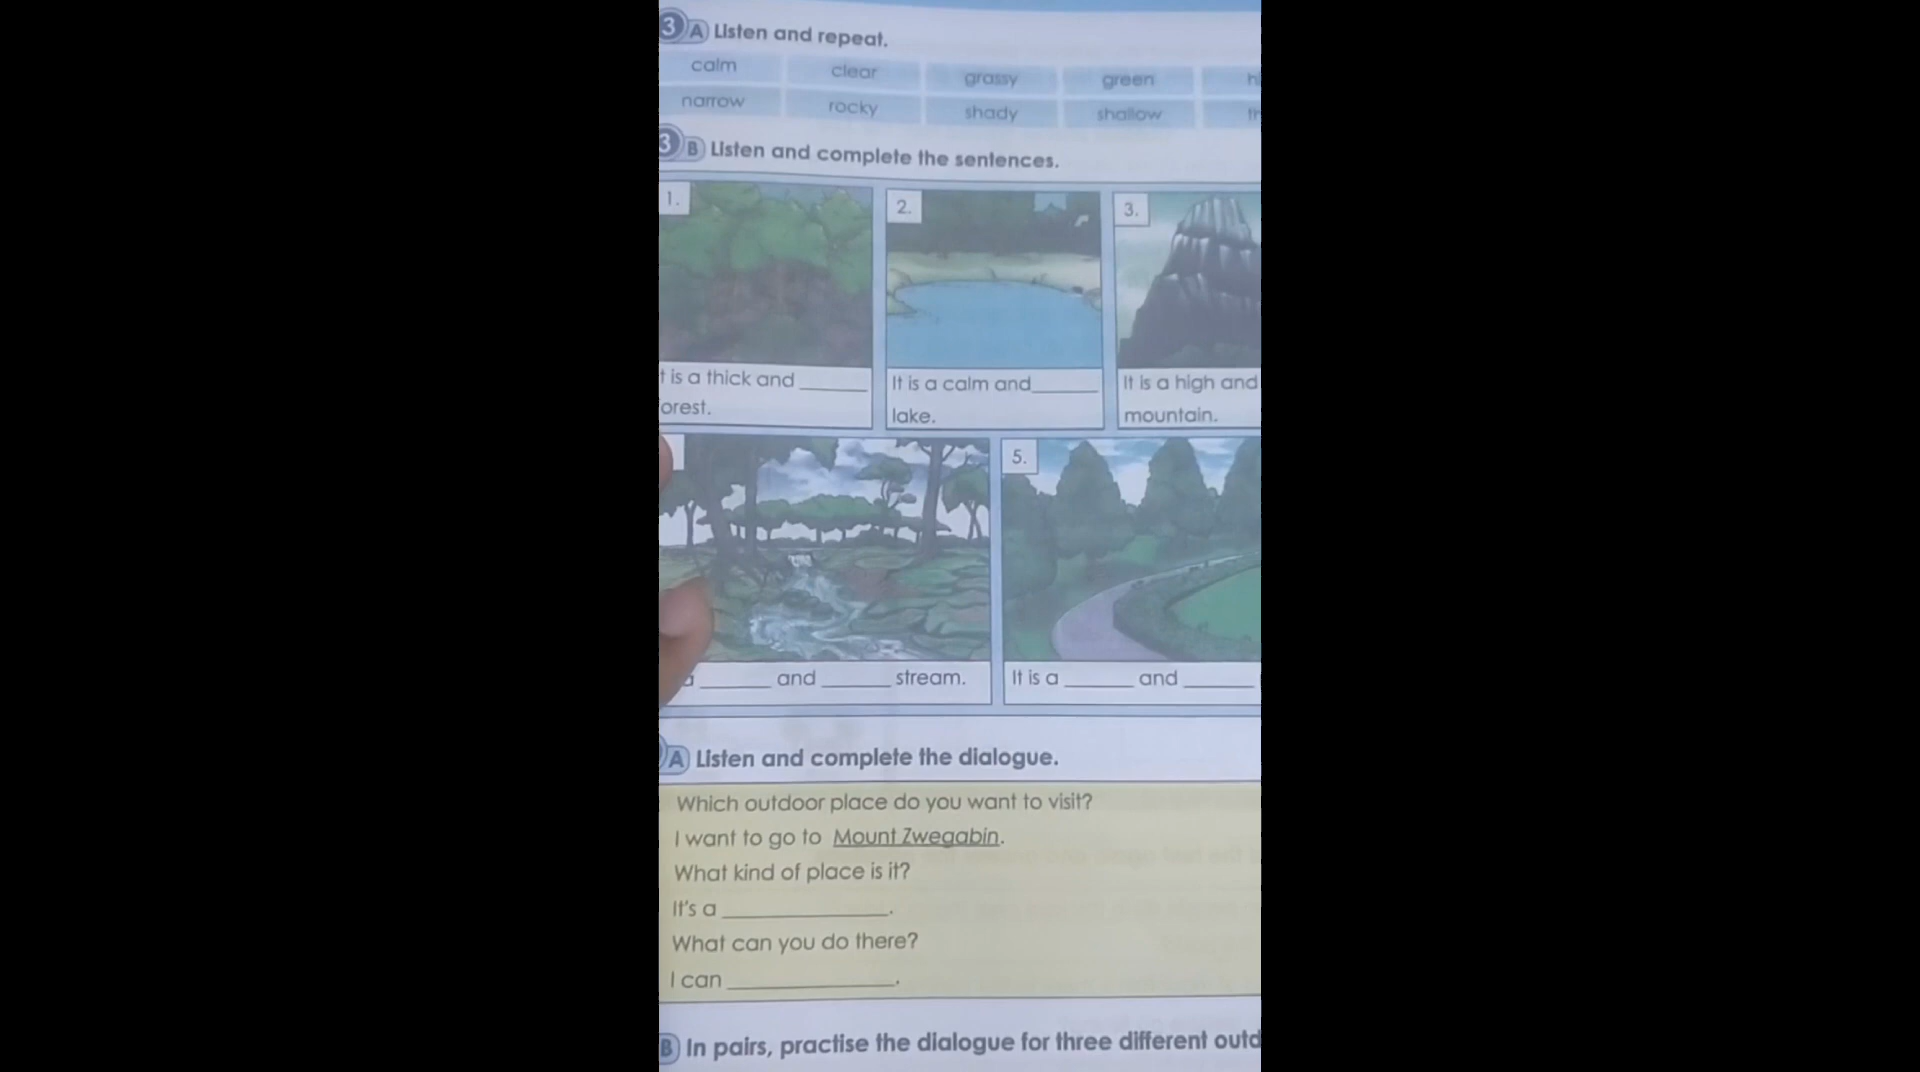 3 A Listen and repeat.
calm clear grassy green
narrow rocky shady shallow
3 B Listen and complete the sentences.
1. 2. 3.
is a thick and ______ It is a calm and______ It is a high and
orest. lake. mountain.
5.
______ and ______ stream. It is a ______ and ______
A Listen and complete the dialogue.
Which outdoor place do you want to visit?
I want to go to Mount Zwegabin.
What kind of place is it?
It's a ______________.
What can you do there?
I can ______________.
B In pairs, practise the dialogue for three different outd